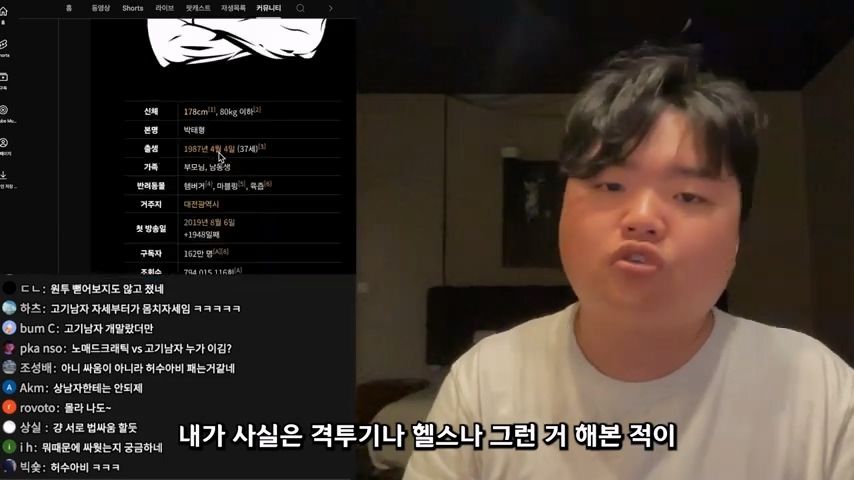 홈 동영상 Shorts 라이브 팟캐스트 재생목록 커뮤니티
홈
구독
신체 178cm[1], 80kg 이하[2]
본명 박태형
출생 1987년 4월 4일 (37세)[3]
가족 부모님, 남동생
반려동물 햄버거[4], 마블링[5], 육즙[6]
거주지 대전광역시
첫 방송일 2019년 8월 6일
+1948일째
구독자 162만 명[A][8]
조회수 794,015,116회[A]
ㄷㄴ: 원투 뻗어보지도 않고 졌네
하츠: 고기남자 자세부터가 몸치자세임 ㅋㅋㅋㅋㅋ
bum C: 고기남자 개말랐더만
pka nso: 노매드크래틱 vs 고기남자 누가 이김?
조성배: 아니 싸움이 아니라 허수아비 패는거같네
Akm: 상남자한테는 안되제
rovoto: 몰라 나도~
상실: 걍 서로 법싸움 할듯
i h: 뭐때문에 싸웟는지 궁금하네
빅숮: 허수아비 ㅋㅋㅋ
내가 사실은 격투기나 헬스나 그런 거 해본 적이